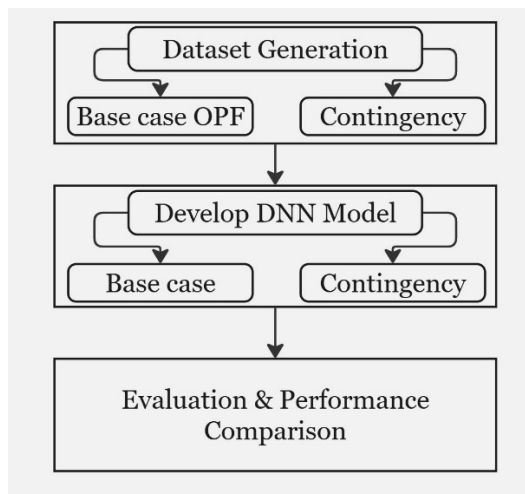 Dataset Generation
Base case OPF
Contingency
Develop DNN Model
Base case
Contingency
Evaluation & Performance
Comparison